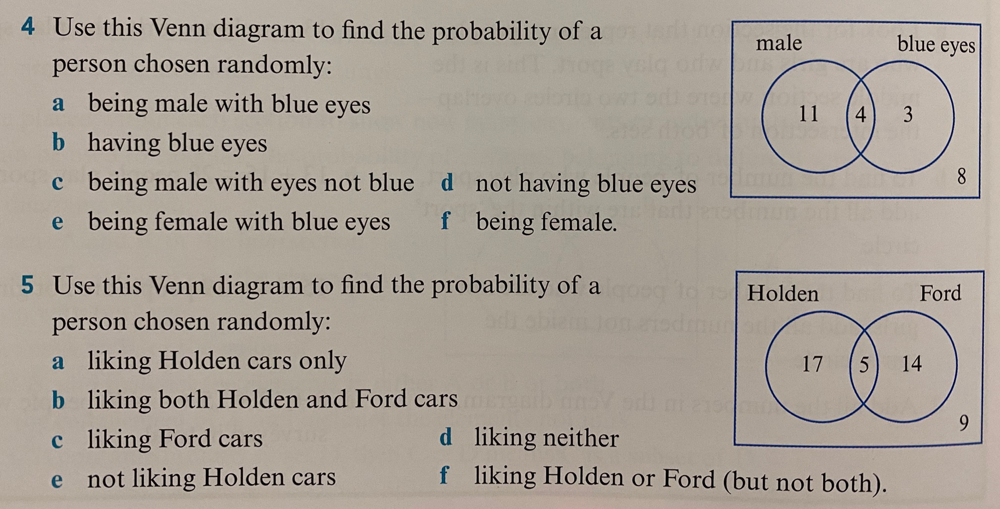 4 Use this Venn diagram to find the probability of a
person chosen randomly:
a being male with blue eyes
b having blue eyes
c being male with eyes not blue d not having blue eyes
e being female with blue eyes f being female.
male blue eyes
11 4 3
8
5 Use this Venn diagram to find the probability of a
person chosen randomly:
a liking Holden cars only
b liking both Holden and Ford cars
c liking Ford cars d liking neither
e not liking Holden cars f liking Holden or Ford (but not both).
Holden Ford
17 5 14
9